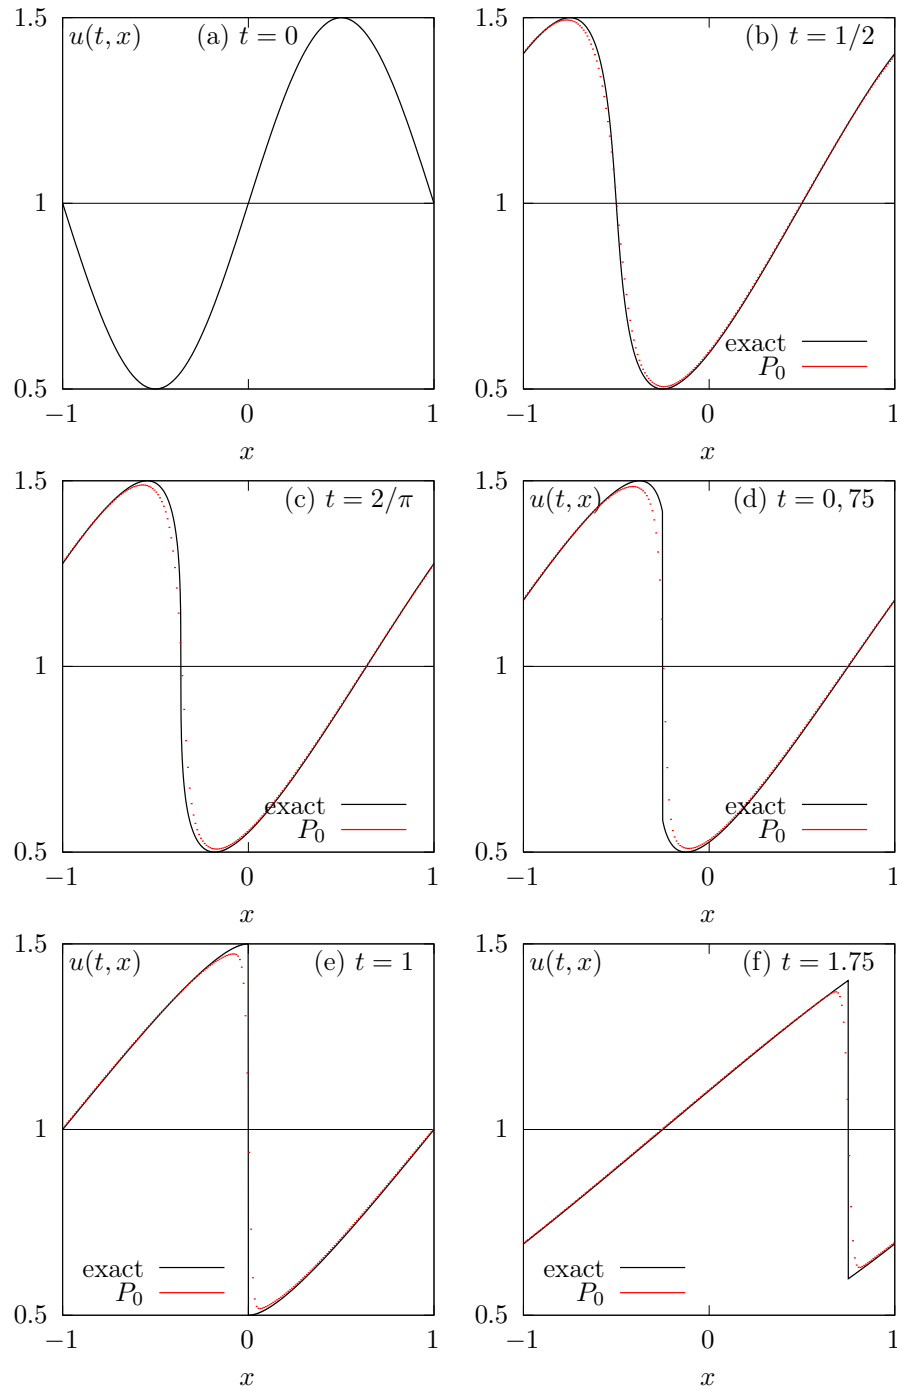 1.5
u(t, x)
(a) t = 0
1
0.5
−1
0
1
x
1.5
(b) t = 1/2
1
exact
P0
0.5
−1
0
1
x
1.5
(c) t = 2/π
1
exact
P0
0.5
−1
0
1
x
1.5
u(t, x)
(d) t = 0, 75
1
exact
P0
0.5
−1
0
1
x
1.5
u(t, x)
(e) t = 1
1
exact
P0
0.5
−1
0
1
x
1.5
u(t, x)
(f) t = 1.75
1
exact
P0
0.5
−1
0
1
x